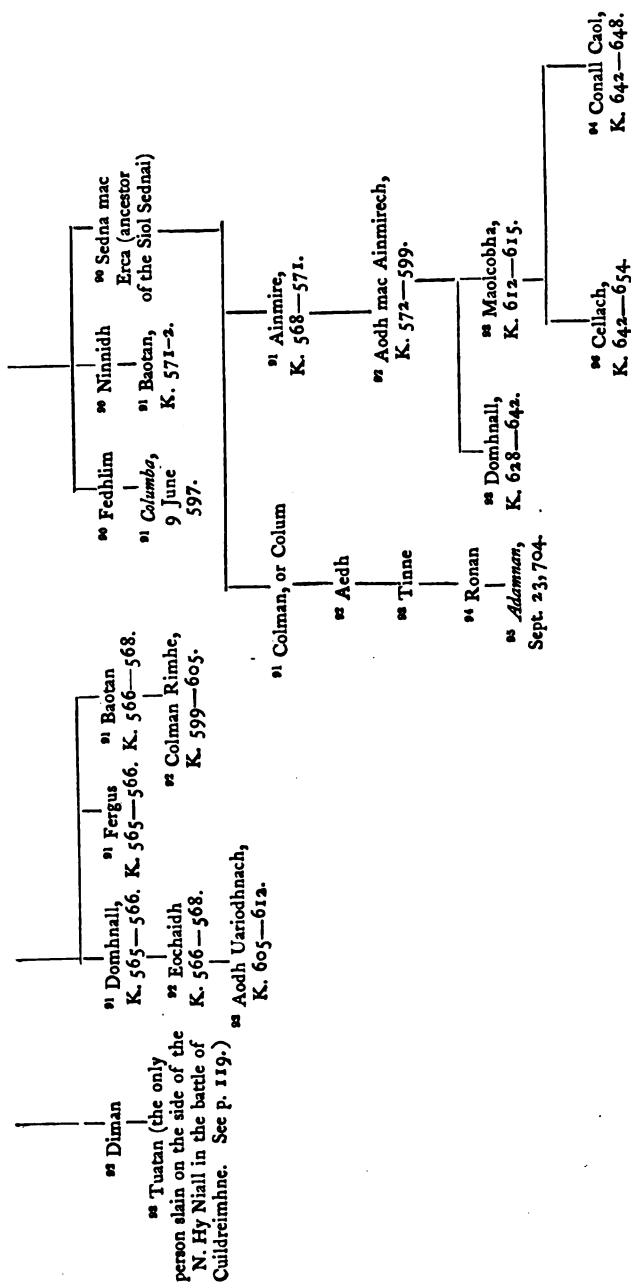 90 Fedhlim 90 Ninnidh 90 Sedna mac
Erca (ancestor
of the Siol Sednai)
91 Columba,
9 June
597.
91 Baotan,
K. 571-2.
92 Diman
93 Tuatan (the only
person slain on the side of the
N. Hy Niall in the battle of
Cuildreimhne. See p. 119.)
91 Domhnall,
K. 565—566.
91 Fergus
K. 565—566.
91 Baotan
K. 566—568.
92 Eochaidh
K. 566—568.
92 Colman Rimhe,
K. 599—605.
93 Aodh Uariodhnach,
K. 605—612.
91 Colman, or Colum
91 Ainmire,
K. 568—571.
92 Aedh
92 Aodh mac Ainmirech,
K. 572—599.
93 Tinne
93 Domhnall,
K. 628—642.
93 Maolcobha,
K. 612—615.
94 Ronan
95 Adamnan,
Sept. 23, 704.
94 Cellach,
K. 642—654.
94 Conall Caol,
K. 642—648.